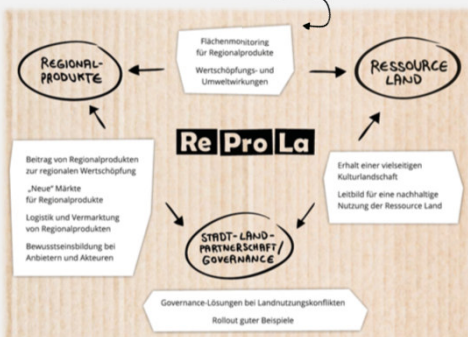 Flächenmonitoring
für Regionalprodukte
Wertschöpfungs- und
Umweltwirkungen
REGIONAL-
PRODUKTE
RESSOURCE
LAND
Re Pro La
Beitrag von Regionalprodukten
zur regionalen Wertschöpfung
„Neue“ Märkte
für Regionalprodukte
Logistik und Vermarktung
von Regionalprodukten
Bewusstseinsbildung bei
Anbietern und Akteuren
Erhalt einer vielseitigen
Kulturlandschaft
Leitbild für eine nachhaltige
Nutzung der Ressource Land
STADT-LAND-
PARTNERSCHAFT/
GOVERNANCE
Governance-Lösungen bei Landnutzungskonflikten
Rollout guter Beispiele